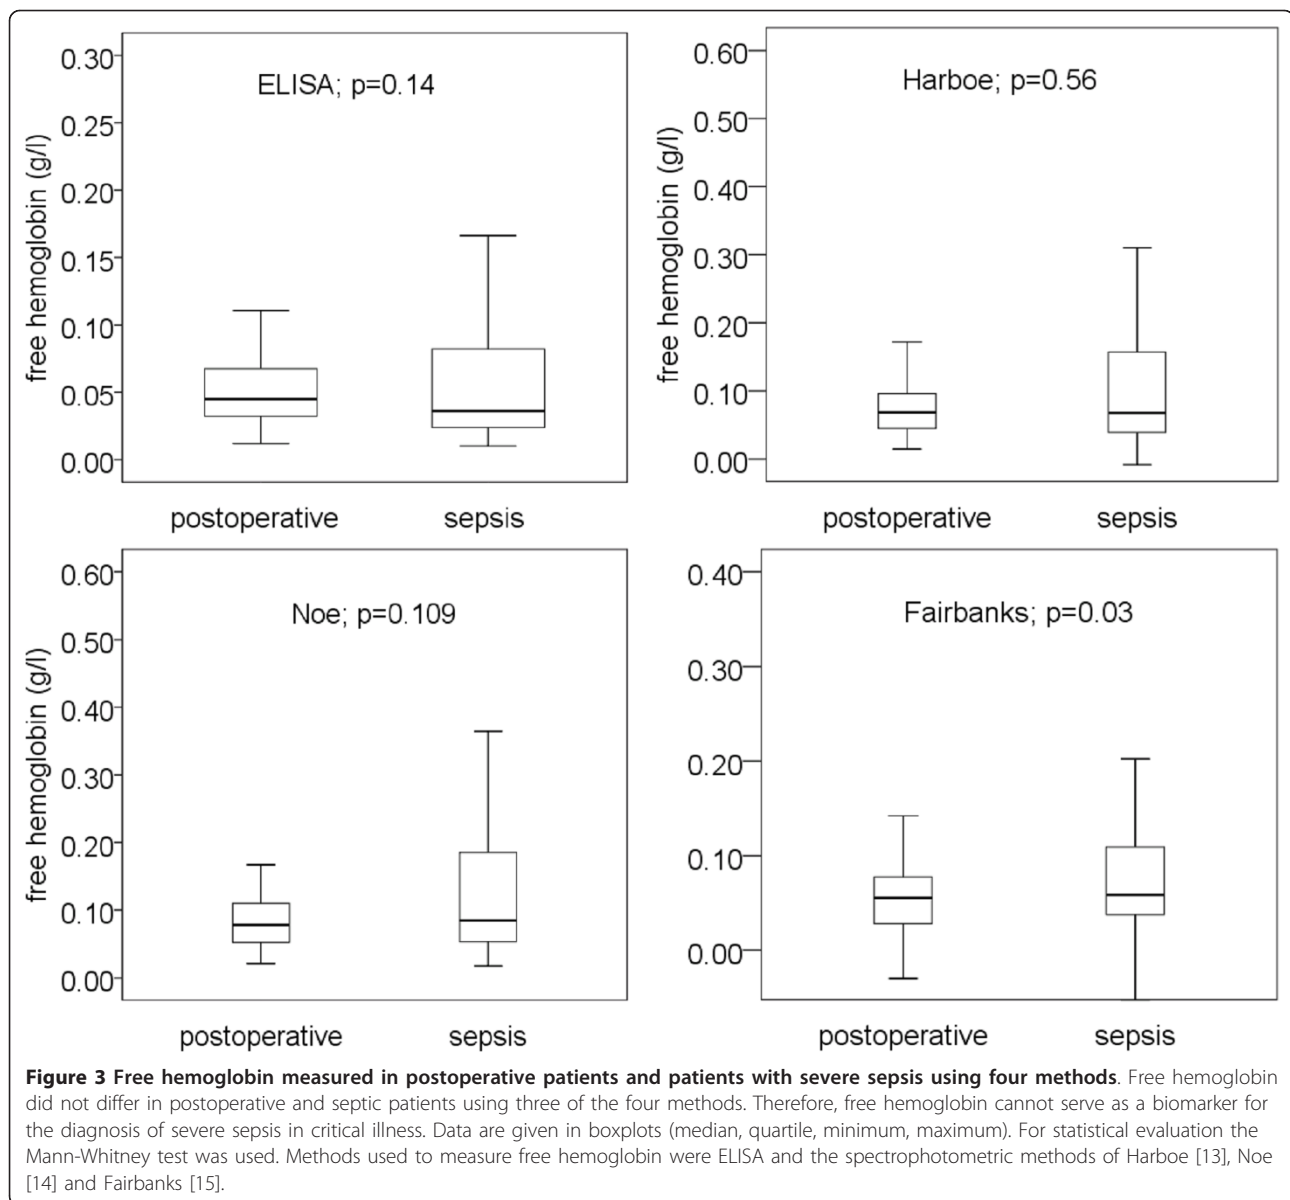 0.30
ELISA; p=0.14
0.25
0.20
0.15
0.10
0.05
0.00
free hemoglobin (g/l)
postoperative sepsis
0.60
Harboe; p=0.56
0.50
0.40
0.30
0.20
0.10
0.00
free hemoglobin (g/l)
postoperative sepsis
0.60
Noe; p=0.109
0.50
0.40
0.30
0.20
0.10
0.00
free hemoglobin (g/l)
postoperative sepsis
0.40
Fairbanks; p=0.03
0.30
0.20
0.10
0.00
postoperative sepsis
Figure 3 Free hemoglobin measured in postoperative patients and patients with severe sepsis using four methods. Free hemoglobin
did not differ in postoperative and septic patients using three of the four methods. Therefore, free hemoglobin cannot serve as a biomarker for
the diagnosis of severe sepsis in critical illness. Data are given in boxplots (median, quartile, minimum, maximum). For statistical evaluation the
Mann-Whitney test was used. Methods used to measure free hemoglobin were ELISA and the spectrophotometric methods of Harboe [13], Noe
[14] and Fairbanks [15].